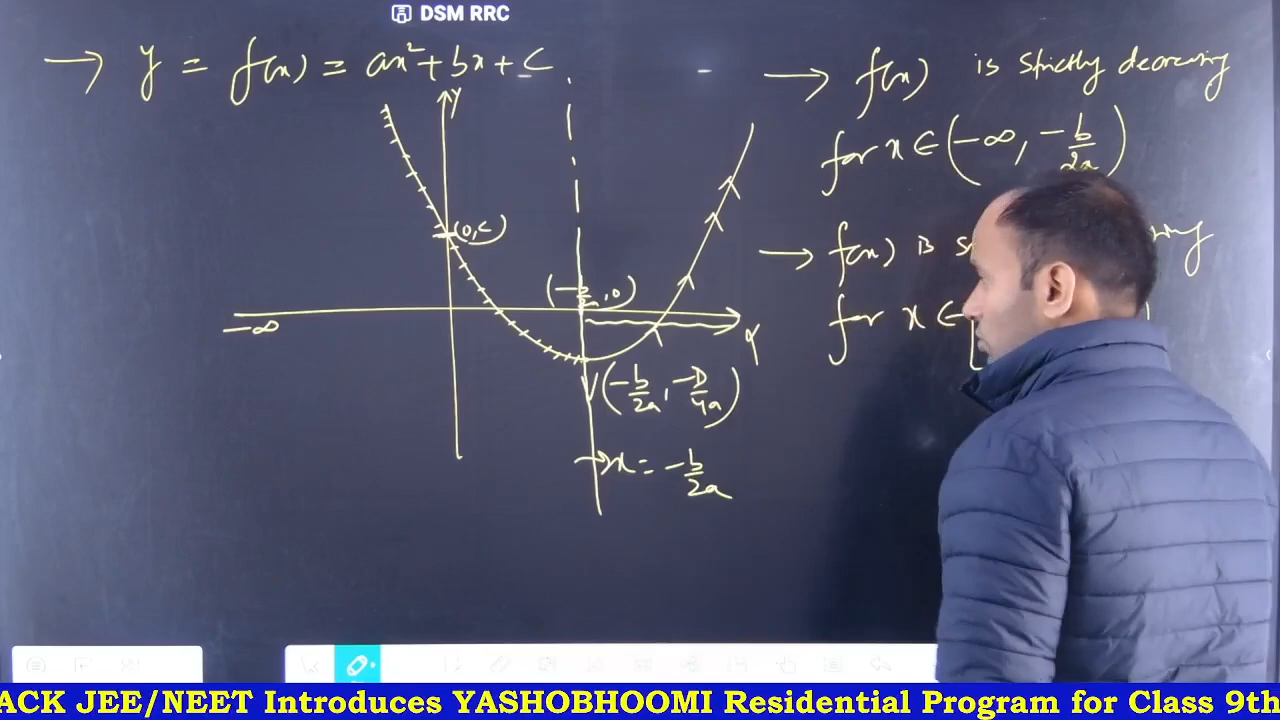 DSM RRC
→ y = f(x) = ax² + bx + c
Y
(0,c)
(-b/2a, 0)
-∞
X
V(-b/2a, -D/4a)
→ x = -b/2a
→ f(x) is strictly decreasing
for x ∈ (-∞, -b/2a)
→ f(x) is
for x ∈ [
ACK JEE/NEET Introduces YASHOBHOOMI Residential Program for Class 9th